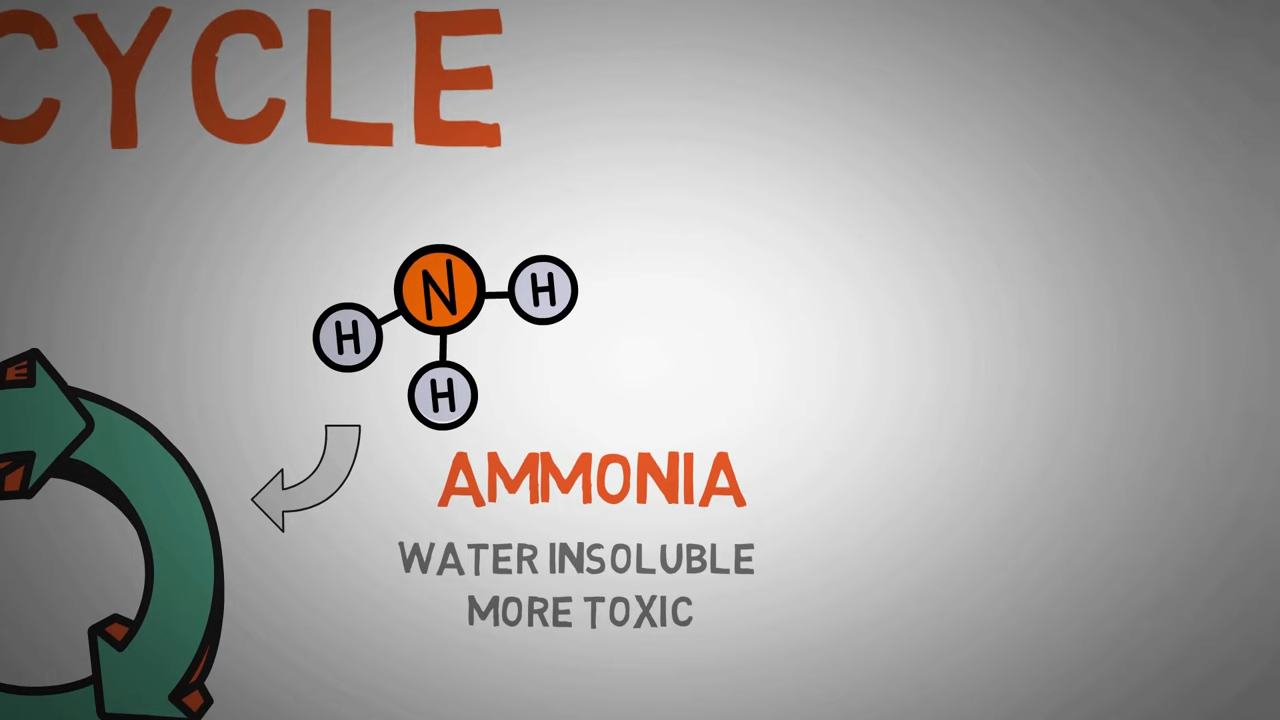 CYCLE
N
H
H
H
AMMONIA
WATER INSOLUBLE
MORE TOXIC